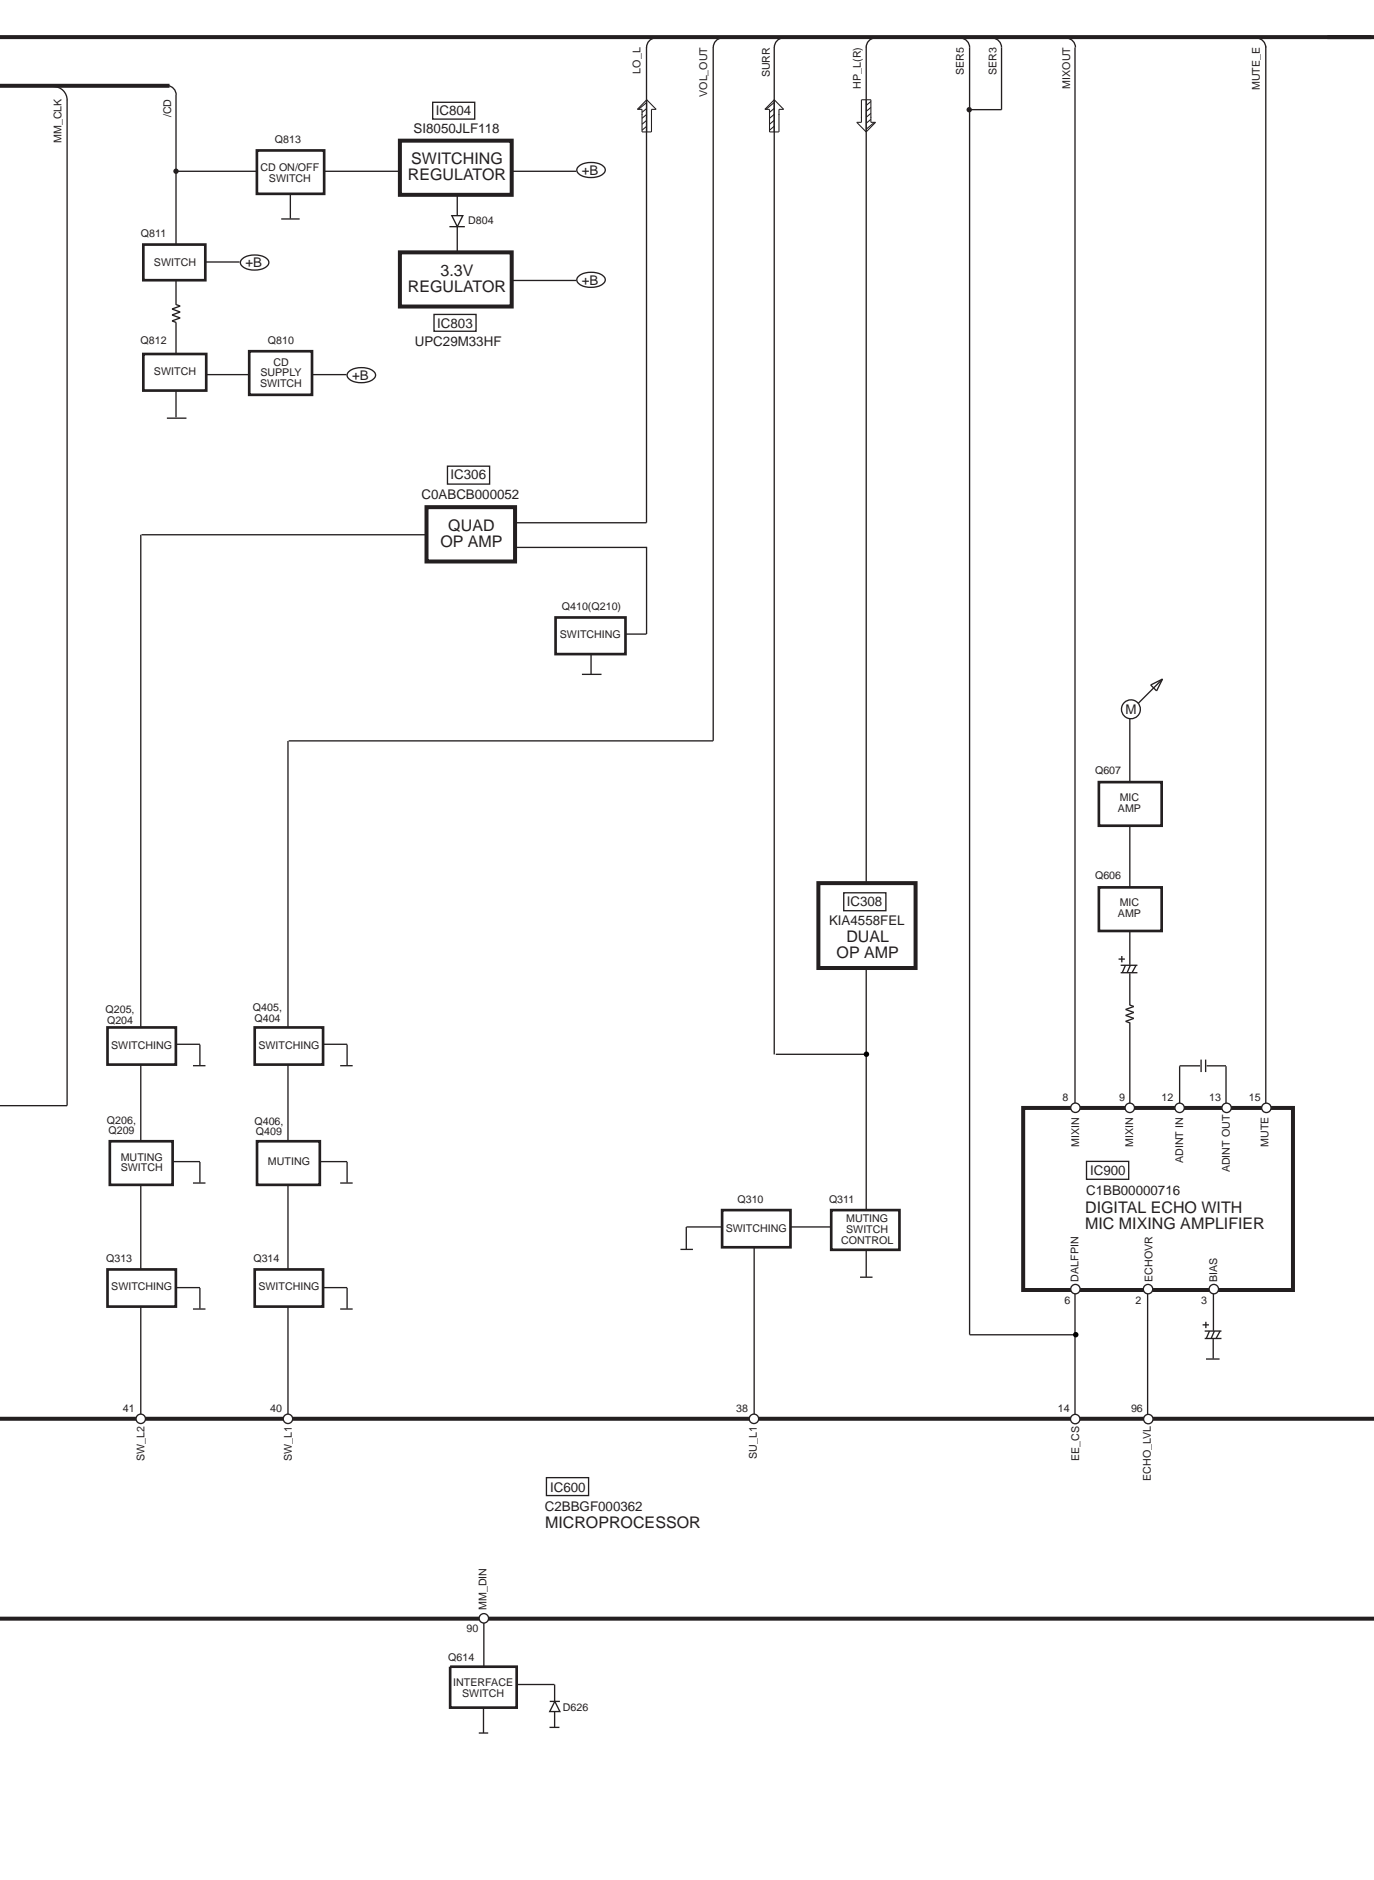 LO_L
VOL_OUT
SURR
HP_L(R)
SER5
SER3
MIXOUT
MUTE_E
MM_CLK
/CD
IC804
SI8050JLF118
SWITCHING
REGULATOR
Q813
CD ON/OFF
SWITCH
+B
D804
Q811
SWITCH
+B
3.3V
REGULATOR
+B
IC803
UPC29M33HF
Q812
SWITCH
Q810
CD
SUPPLY
SWITCH
+B
IC306
C0ABCB000052
QUAD
OP AMP
Q410(Q210)
SWITCHING
M
Q607
MIC
AMP
Q606
MIC
AMP
+
IC308
KIA4558FEL
DUAL
OP AMP
Q205,
Q204
SWITCHING
Q405,
Q404
SWITCHING
Q206,
Q209
MUTING
SWITCH
Q406,
Q409
MUTING
Q313
SWITCHING
Q314
SWITCHING
Q310
SWITCHING
Q311
MUTING
SWITCH
CONTROL
8
9
12
13
15
MIXIN
MIXIN
ADINT IN
ADINT OUT
MUTE
IC900
C1BB00000716
DIGITAL ECHO WITH
MIC MIXING AMPLIFIER
DALFPIN
ECHOVR
BIAS
6
2
3
+
41
40
38
14
96
SW_L2
SW_L1
SU_L1
EE_CS
ECHO_LVL
IC600
C2BBGF000362
MICROPROCESSOR
MM_DIN
90
Q614
INTERFACE
SWITCH
D626